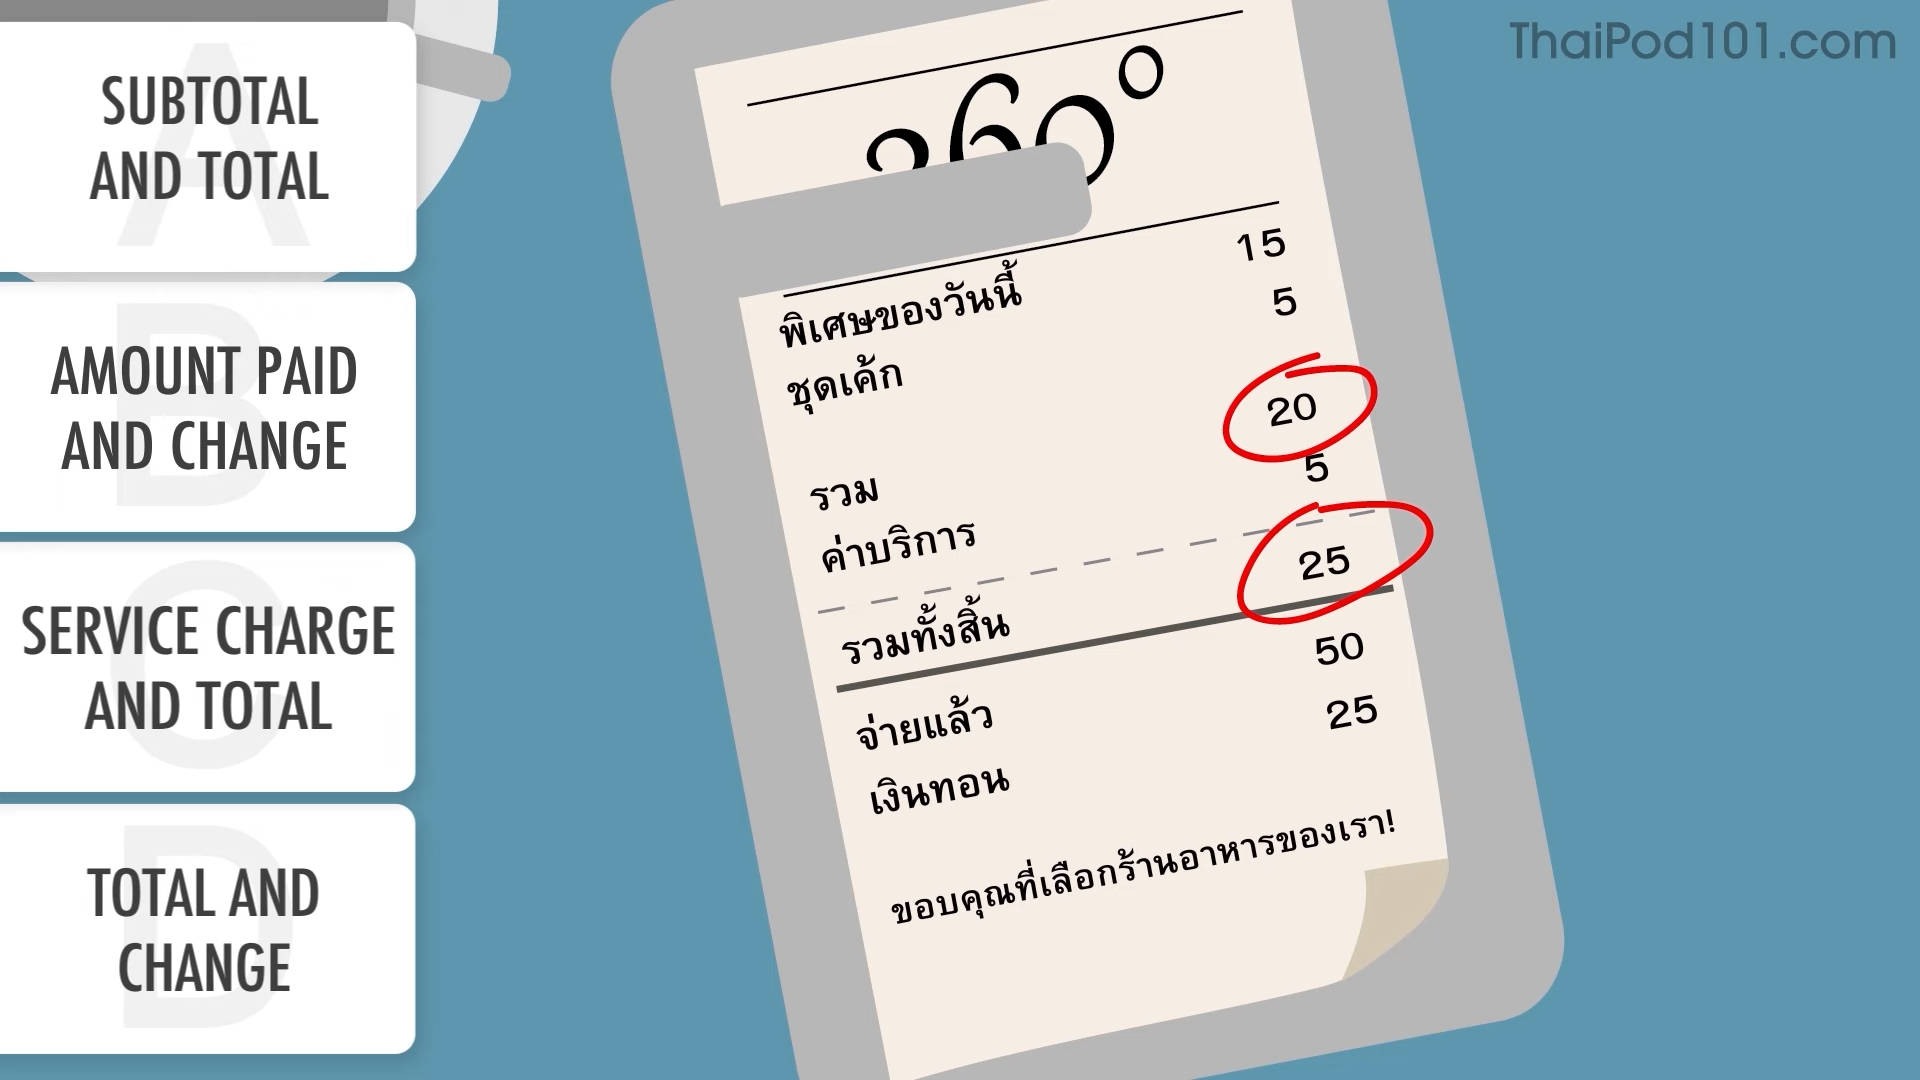 ThaiPod101.com
A
SUBTOTAL
AND TOTAL
B
AMOUNT PAID
AND CHANGE
C
SERVICE CHARGE
AND TOTAL
D
TOTAL AND
CHANGE
360°
พิเศษของวันนี้ 15
ชุดเค้ก 5
รวม 20
ค่าบริการ 5
รวมทั้งสิ้น 25
จ่ายแล้ว 50
เงินทอน 25
ขอบคุณที่เลือกร้านอาหารของเรา!